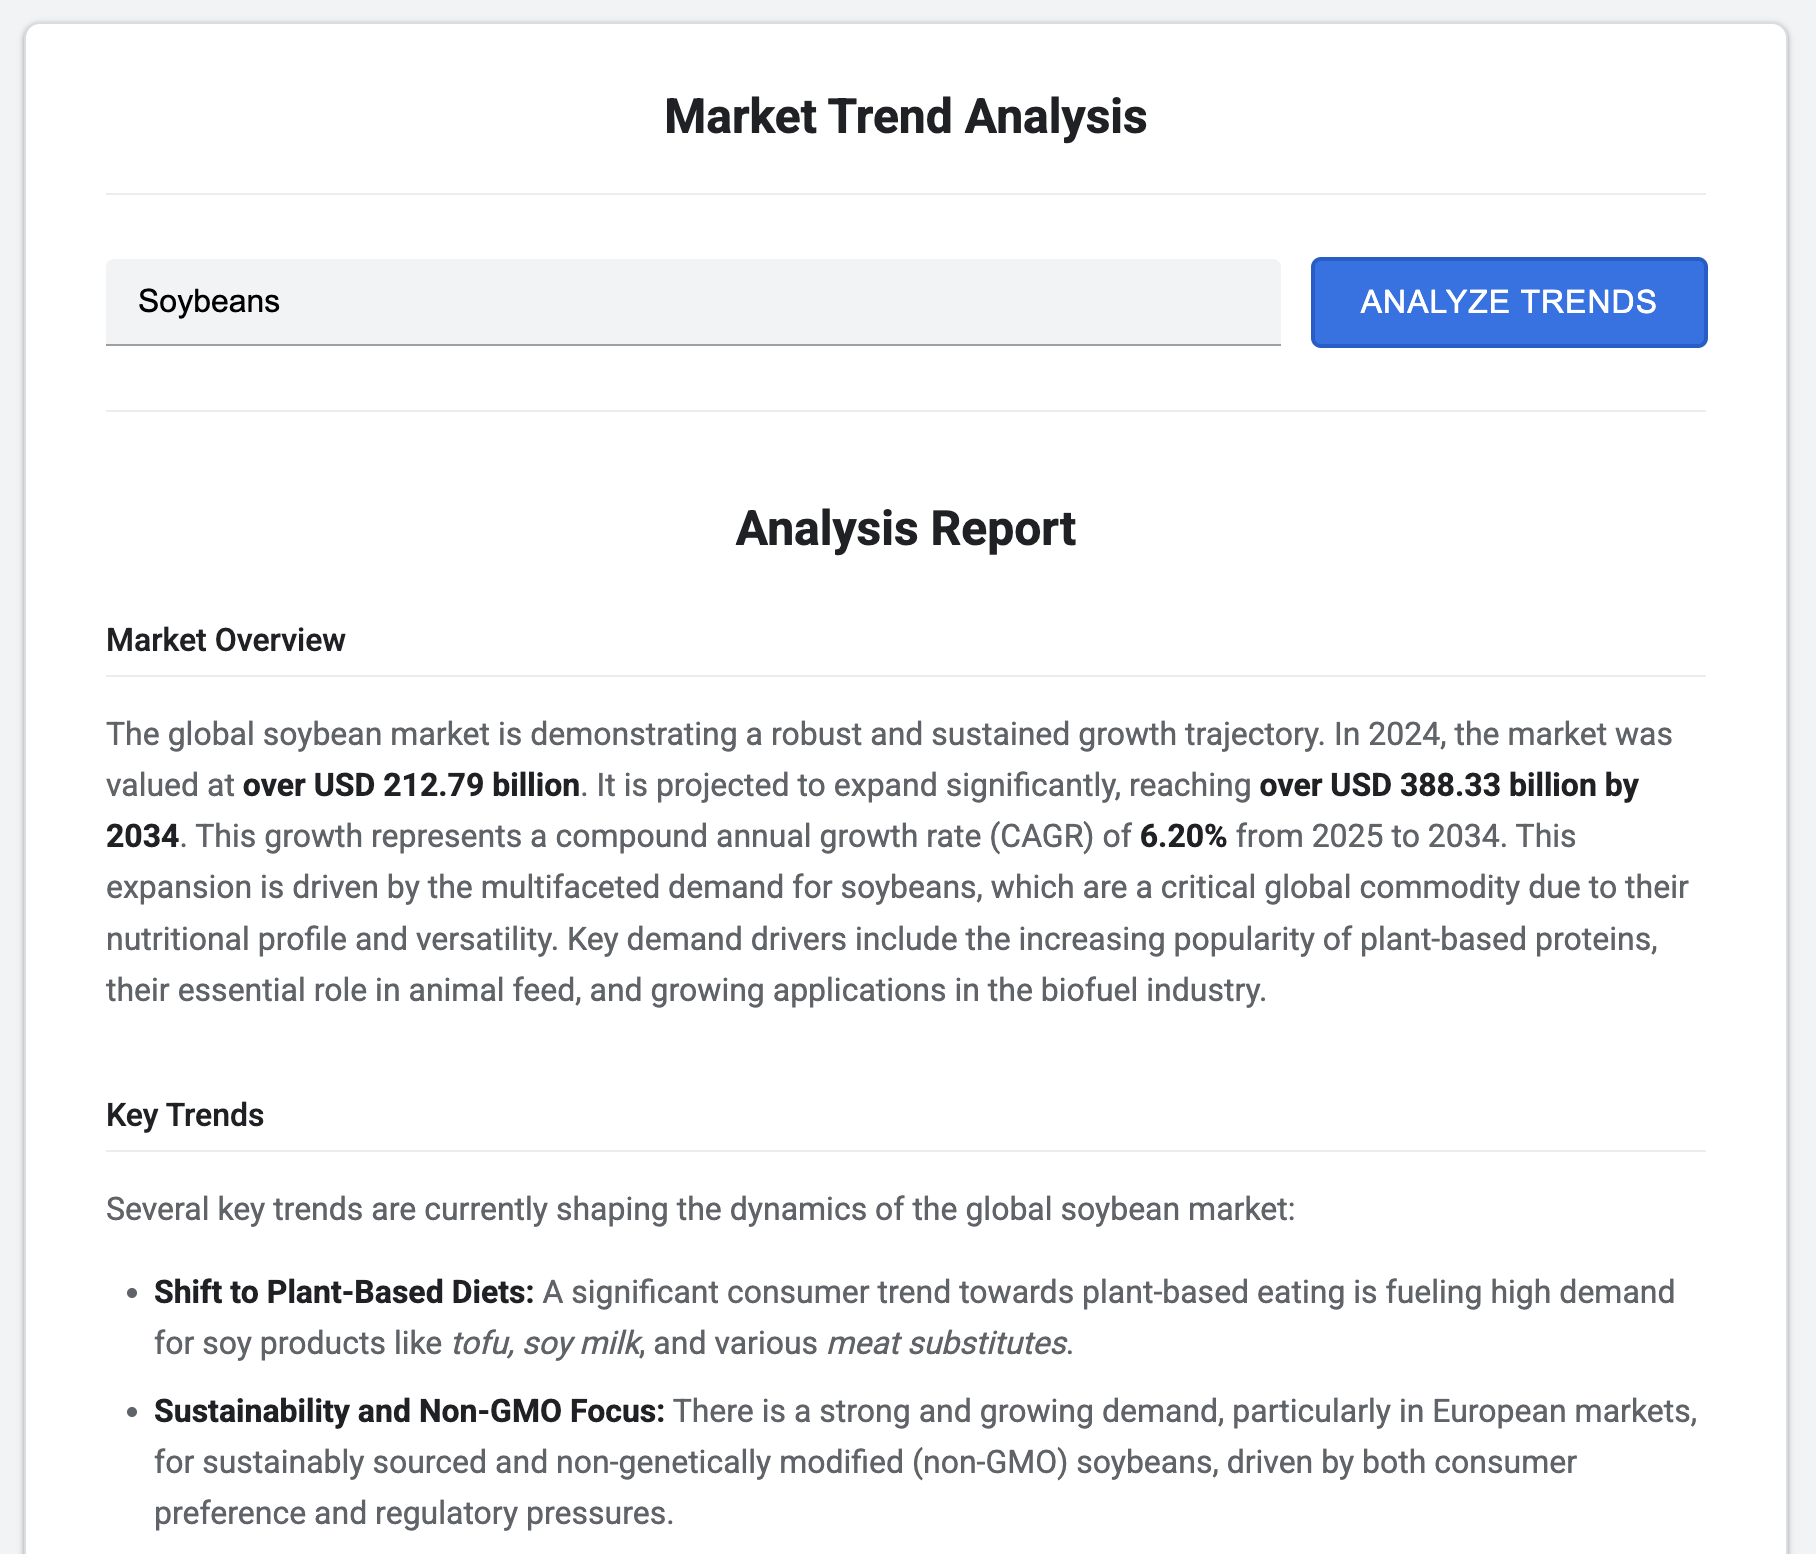 Market Trend Analysis
Soybeans
ANALYZE TRENDS
Analysis Report
Market Overview
The global soybean market is demonstrating a robust and sustained growth trajectory. In 2024, the market was
valued at over USD 212.79 billion. It is projected to expand significantly, reaching over USD 388.33 billion by
2034. This growth represents a compound annual growth rate (CAGR) of 6.20% from 2025 to 2034. This
expansion is driven by the multifaceted demand for soybeans, which are a critical global commodity due to their
nutritional profile and versatility. Key demand drivers include the increasing popularity of plant-based proteins,
their essential role in animal feed, and growing applications in the biofuel industry.
Key Trends
Several key trends are currently shaping the dynamics of the global soybean market:
• Shift to Plant-Based Diets: A significant consumer trend towards plant-based eating is fueling high demand
for soy products like tofu, soy milk, and various meat substitutes.
• Sustainability and Non-GMO Focus: There is a strong and growing demand, particularly in European markets,
for sustainably sourced and non-genetically modified (non-GMO) soybeans, driven by both consumer
preference and regulatory pressures.